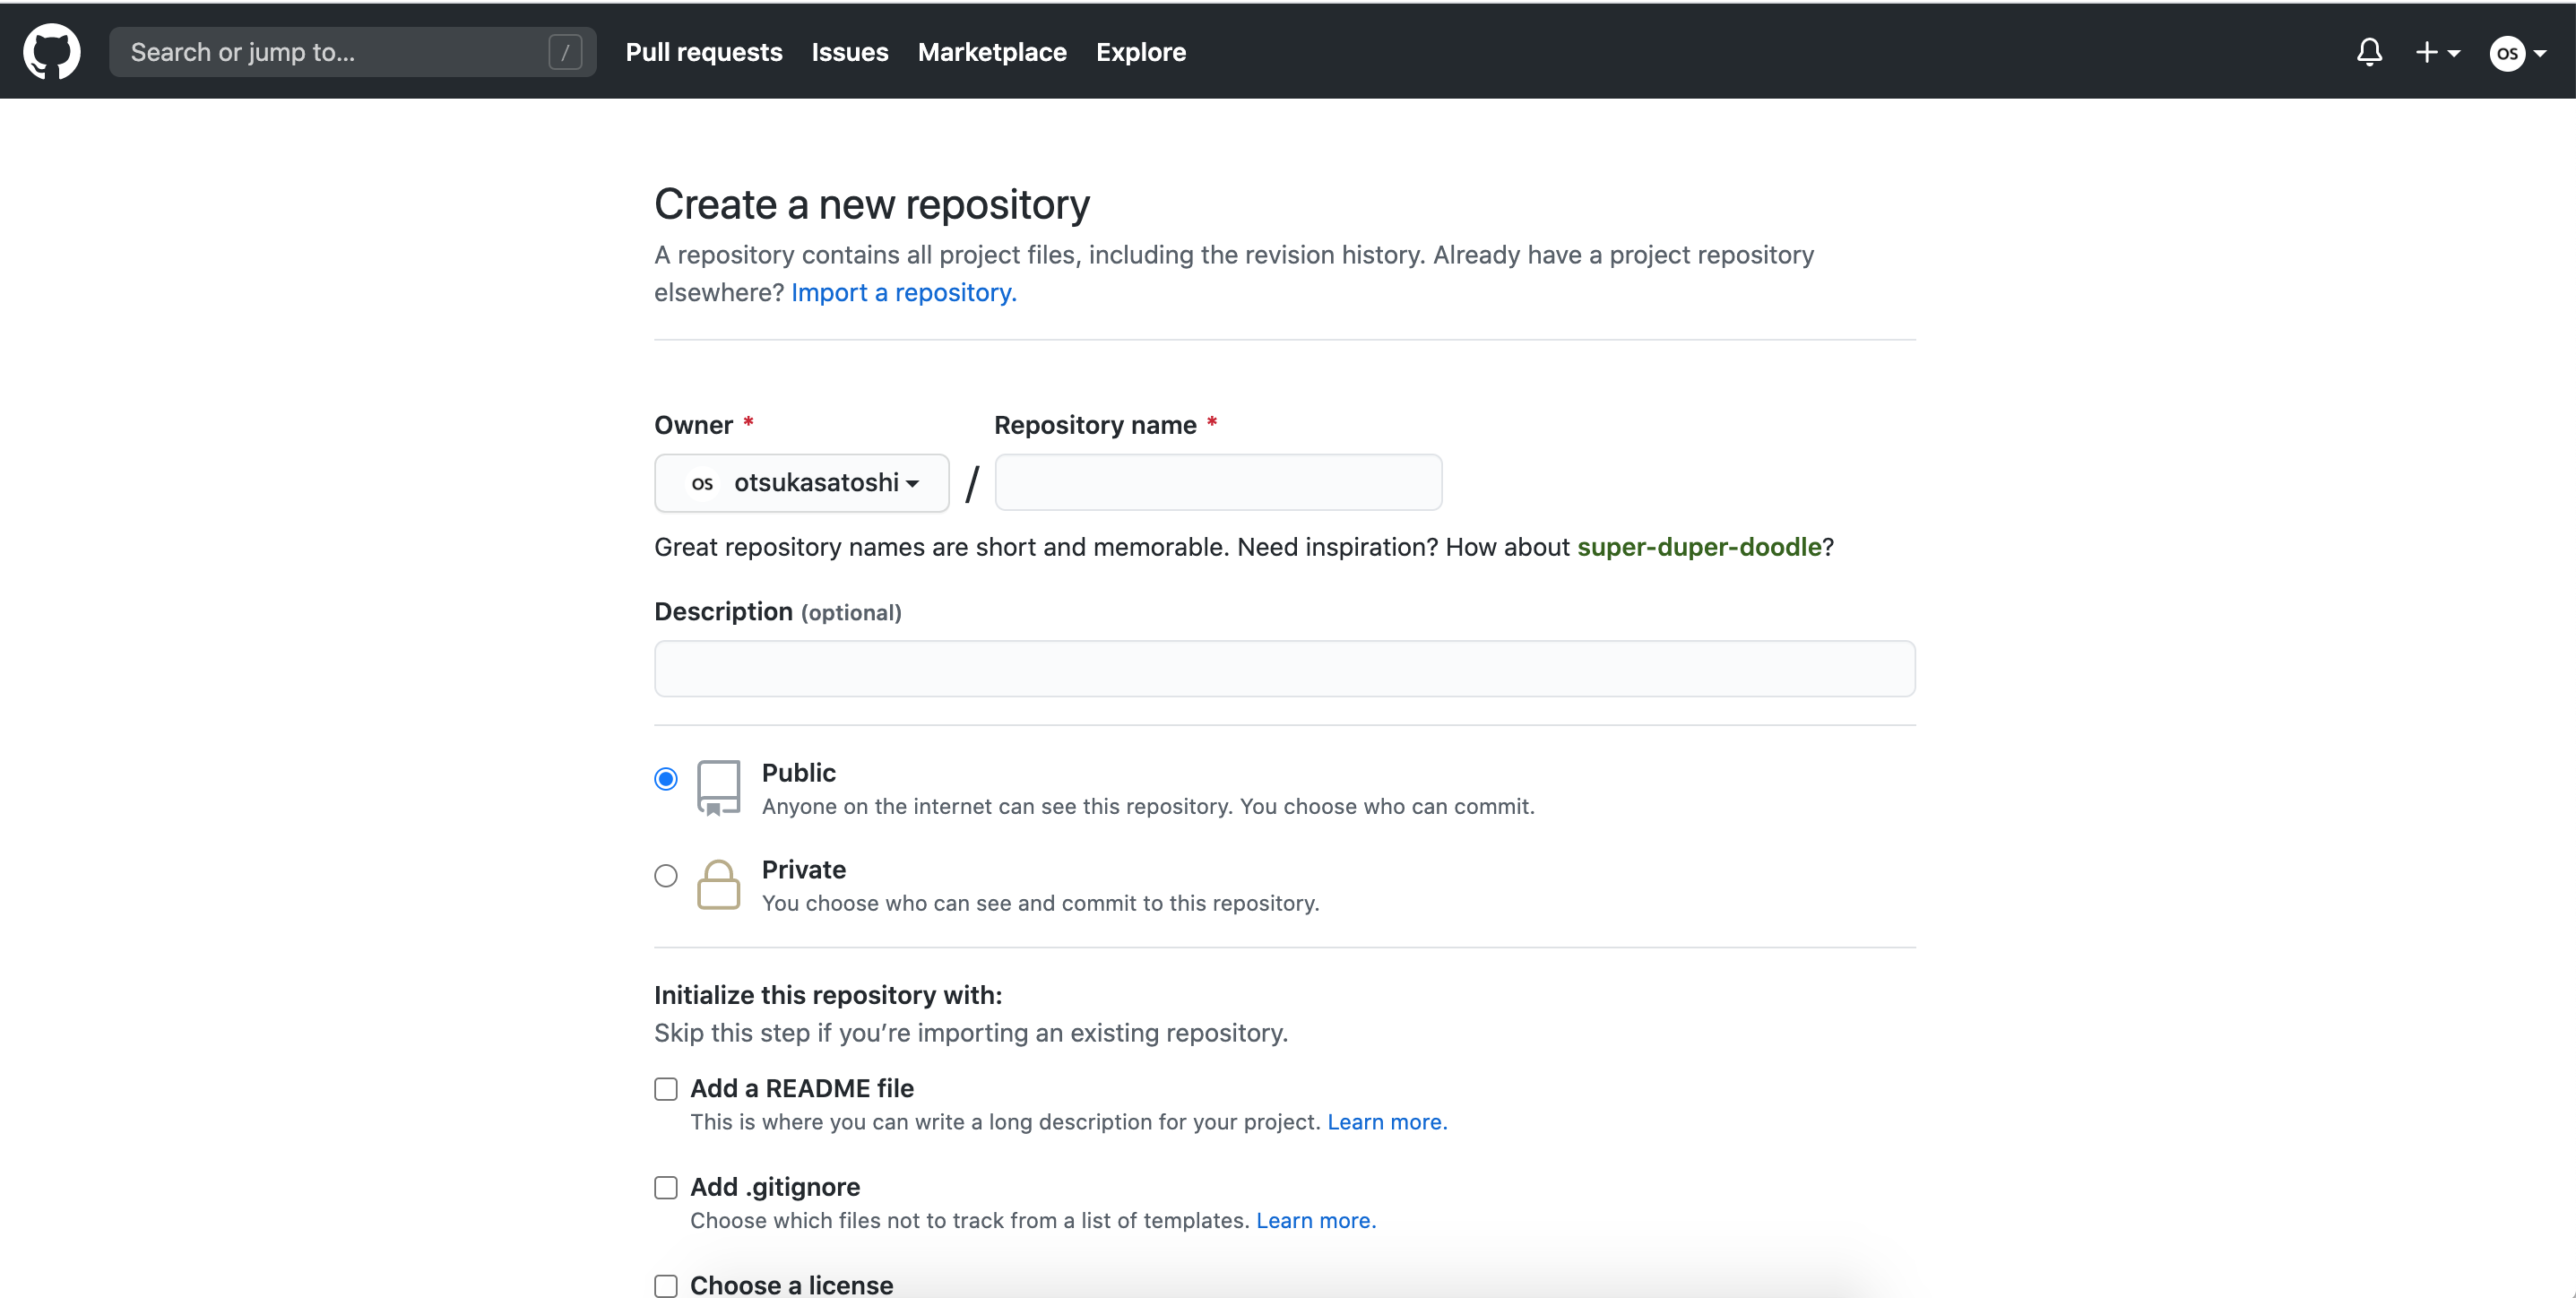 Search or jump to... /
Pull requests Issues Marketplace Explore
OS
Create a new repository
A repository contains all project files, including the revision history. Already have a project repository
elsewhere? Import a repository.
Owner * Repository name *
OS otsukasatoshi /
Great repository names are short and memorable. Need inspiration? How about super-duper-doodle?
Description (optional)
Public
Anyone on the internet can see this repository. You choose who can commit.
Private
You choose who can see and commit to this repository.
Initialize this repository with:
Skip this step if you’re importing an existing repository.
Add a README file
This is where you can write a long description for your project. Learn more.
Add .gitignore
Choose which files not to track from a list of templates. Learn more.
Choose a license